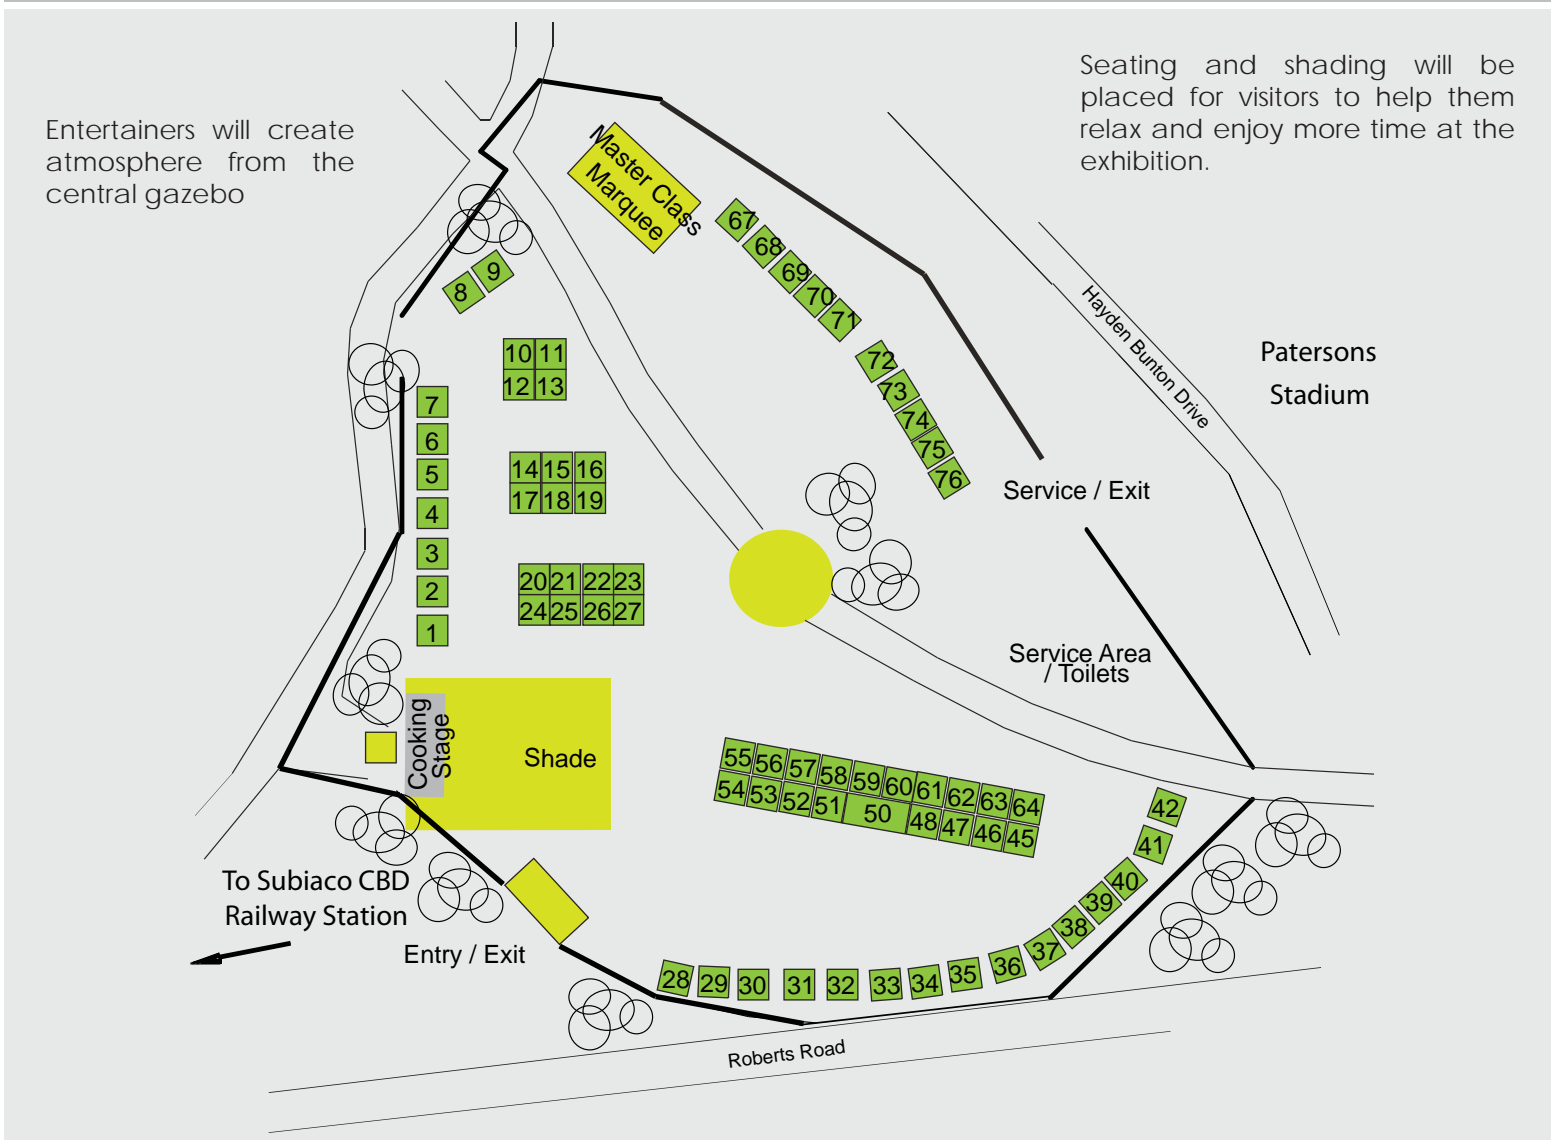 Entertainers will create
atmosphere from the
central gazebo
Seating and shading will be
placed for visitors to help them
relax and enjoy more time at the
exhibition.
Master Class
Marquee
67
68
69
70
71
72
73
74
75
76
9
8
10 11
12 13
7
6
5
4
3
2
1
14 15 16
17 18 19
20 21 22 23
24 25 26 27
Hayden Bunton Drive
Patersons
Stadium
Service / Exit
Service Area
/ Toilets
Cooking
Stage
Shade
55 56 57 58 59 60 61 62 63 64
54 53 52 51 50 48 47 46 45
42
41
40
39
38
37
36
35
34
33
32
31
30
29
28
To Subiaco CBD
Railway Station
Entry / Exit
Roberts Road